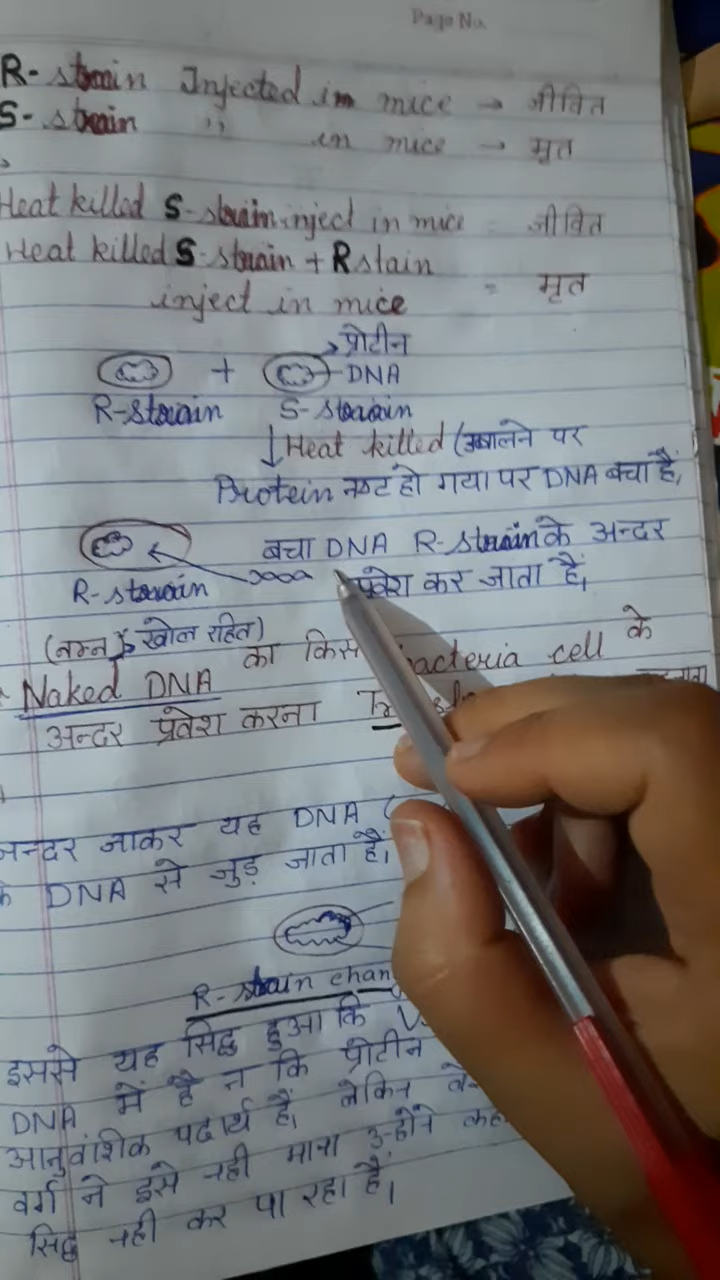 Page No.
R- strain Injected in mice → जीवित
S- strain " in mice → मृत
Heat killed S-strain inject in mice = जीवित
Heat killed S-strain + R stain
inject in mice = मृत
प्रोटीन
+
DNA
R-strain S-strain
↓ Heat killed (उबालने पर
Protein नष्ट हो गया पर DNA बचा है,
बचा DNA R-strain के अन्दर
R-strain प्रवेश कर जाता है,
(नग्न, खोल रहित)
Naked DNA का किस bacteria cell के
अन्दर प्रवेश करना
अन्दर जाकर यह DNA (
DNA से जुड़ जाता है,
R-strain chan
इससे यह सिद्ध हुआ कि
DNA में है न कि प्रोटीन
आनुवांशिक पदार्थ है, लेकिन
वर्ग ने इसे नही माना उन्होने कह
सिद्ध नही कर पा रहा है।